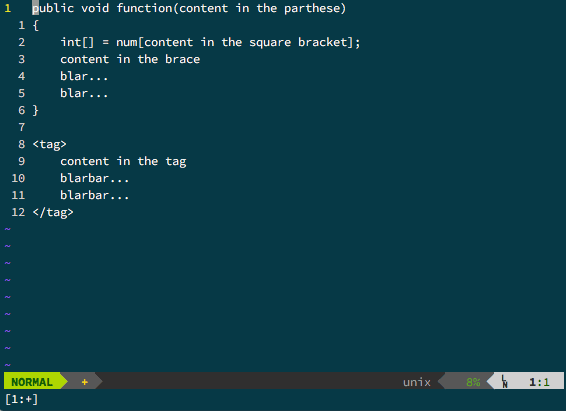 1   public void function(content in the parthese)
  1 {
  2     int[] = num[content in the square bracket];
  3     content in the brace
  4     blar...
  5     blar...
  6 }
  7
  8 <tag>
  9     content in the tag
 10     blarbar...
 11     blarbar...
 12 </tag>
~
~
~
~
~
~
~
~
~
NORMAL + unix 8% LN 1:1
[1:+]